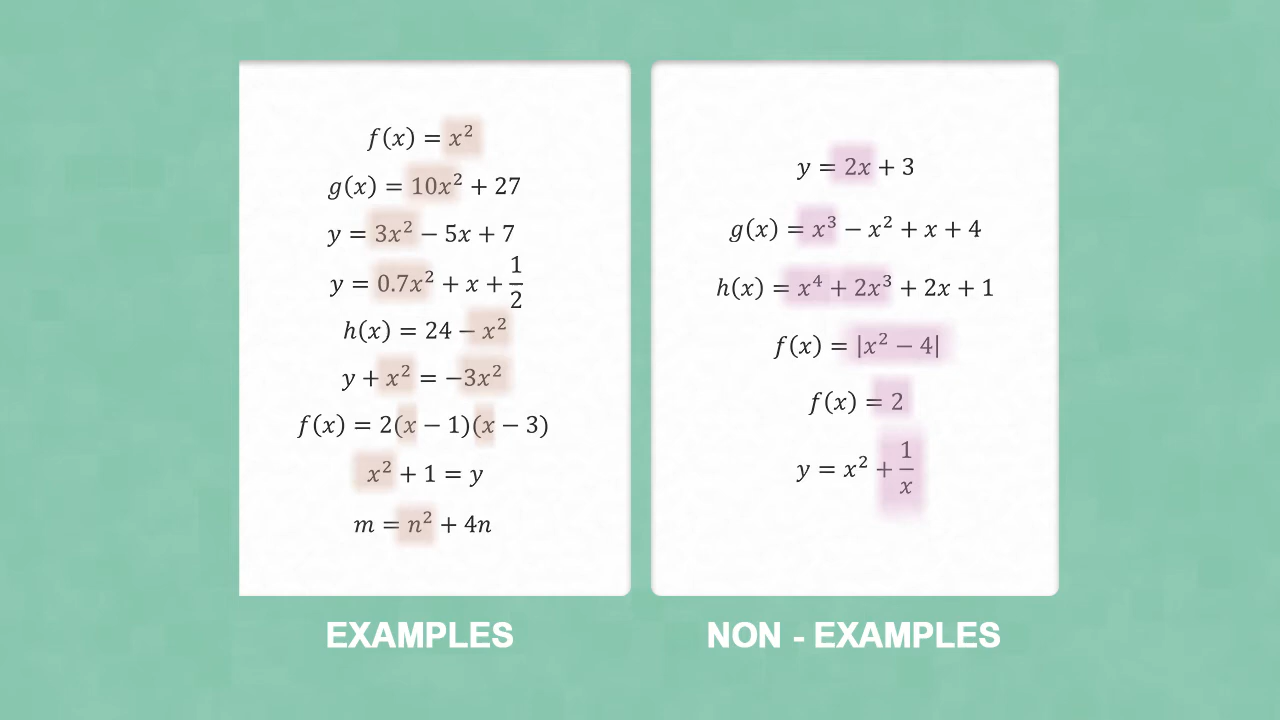 f(x) = x²
g(x) = 10x² + 27
y = 3x² − 5x + 7
y = 0.7x² + x + 1/2
h(x) = 24 − x²
y + x² = −3x²
f(x) = 2(x − 1)(x − 3)
x² + 1 = y
m = n² + 4n
EXAMPLES
y = 2x + 3
g(x) = x³ − x² + x + 4
h(x) = x⁴ + 2x³ + 2x + 1
f(x) = |x² − 4|
f(x) = 2
y = x² + 1/x
NON - EXAMPLES